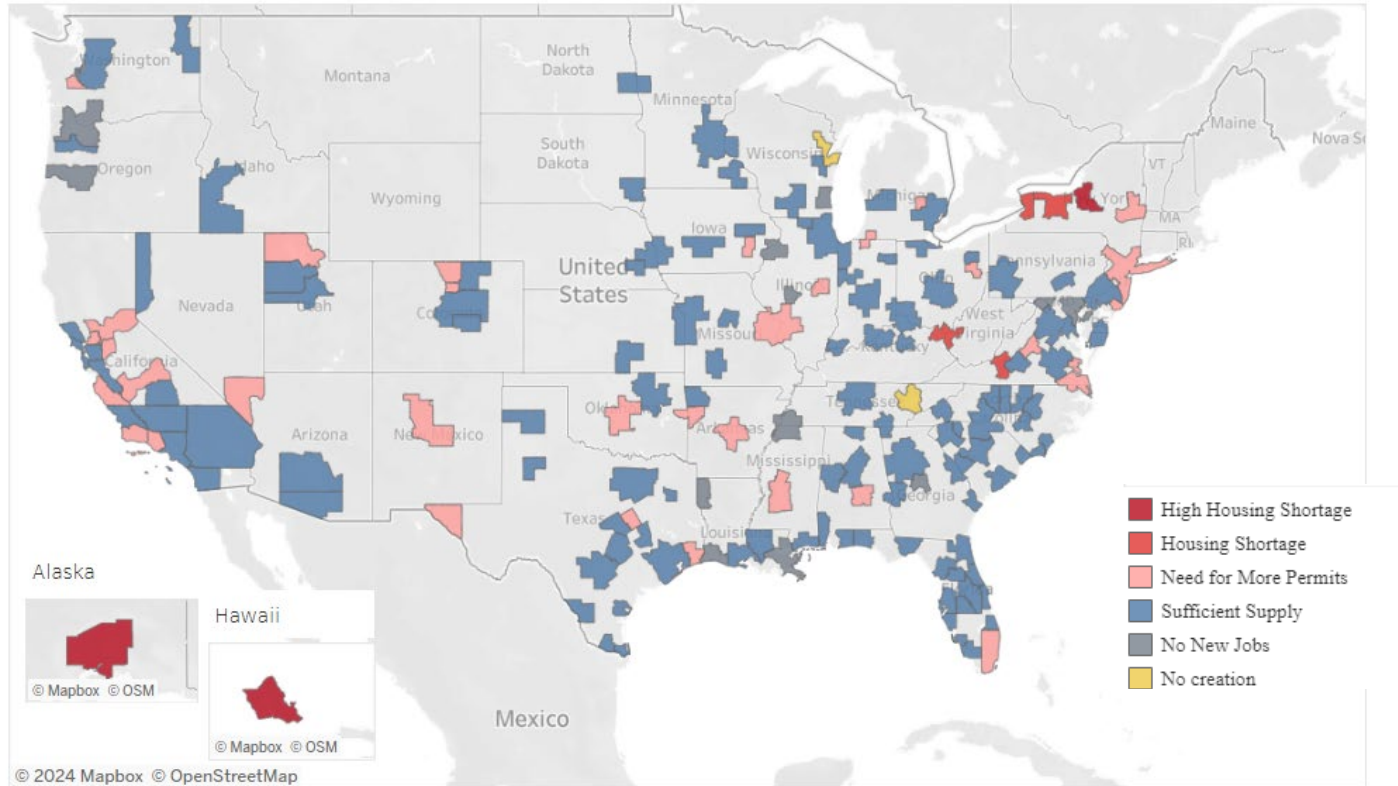 Washington
Montana
North
Dakota
Minnesota
Maine
Nova S
Oregon
Idaho
South
Dakota
Wisconsin
VT
Wyoming
Michigan
York
MA
Iowa
RI
United
States
Pennsylvania
Nevada
Utah
Illinois
Ohio
West
Virginia
Missouri
California
Kentucky
Tennessee
Arizona
New Mexico
Arkansas
Mississippi
Georgia
Texas
Louisiana
Florida
High Housing Shortage
Housing Shortage
Need for More Permits
Sufficient Supply
No New Jobs
No creation
Alaska
© Mapbox © OSM
Hawaii
© Mapbox © OSM
Mexico
© 2024 Mapbox © OpenStreetMap